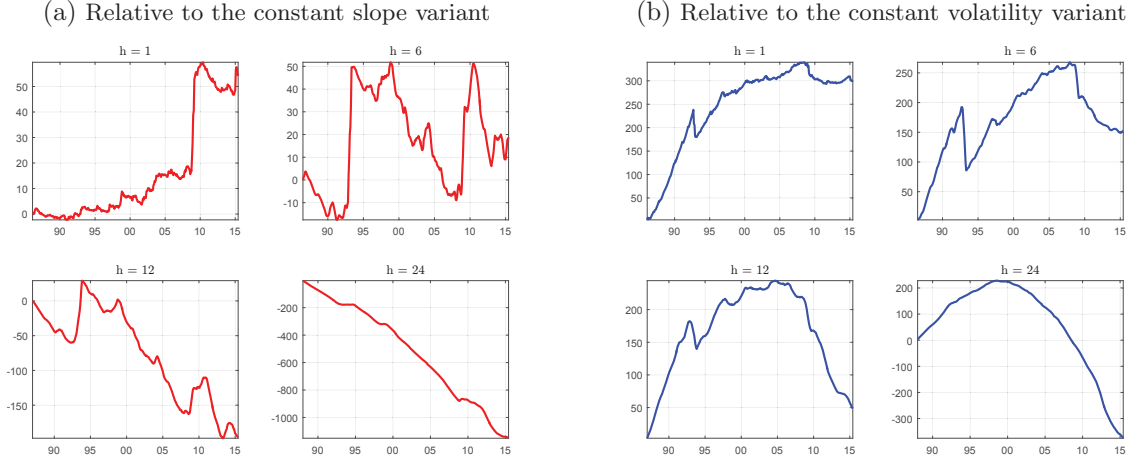 (a) Relative to the constant slope variant
(b) Relative to the constant volatility variant
h = 1
50
40
30
20
10
0
90 95 00 05 10 15
h = 6
50
40
30
20
10
0
-10
90 95 00 05 10 15
h = 12
0
-50
-100
-150
90 95 00 05 10 15
h = 24
-200
-400
-600
-800
-1000
90 95 00 05 10 15
h = 1
300
250
200
150
100
50
90 95 00 05 10 15
h = 6
250
200
150
100
50
90 95 00 05 10 15
h = 12
200
150
100
50
90 95 00 05 10 15
h = 24
200
100
0
-100
-200
-300
90 95 00 05 10 15